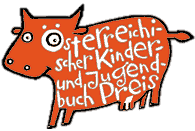 österreichi-
scher Kinder-
und Jugend-
buch Preis